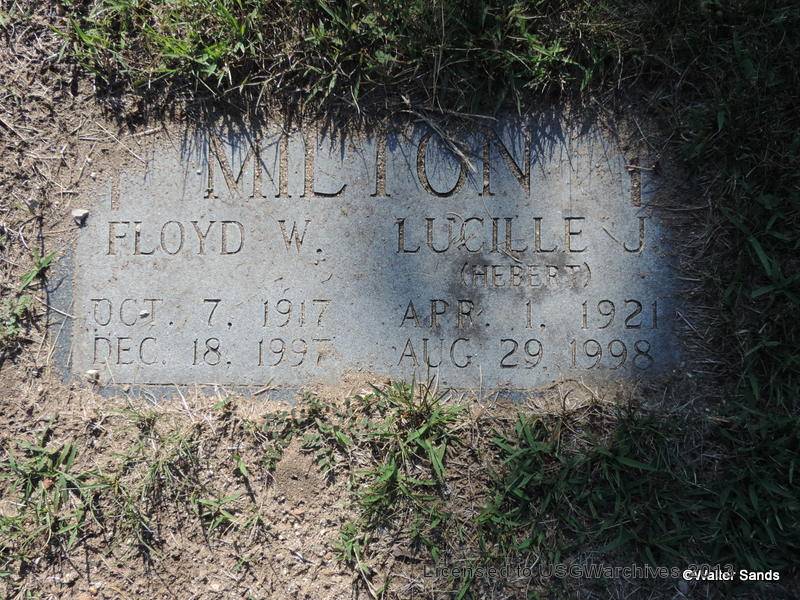 MILTON
FLOYD W. LUCILLE J
(HEBERT)
OCT. 7, 1917 APR. 1, 1921
DEC. 18, 1997 AUG 29, 1998
Licensed to USGWarchives 2013
©Walter Sands